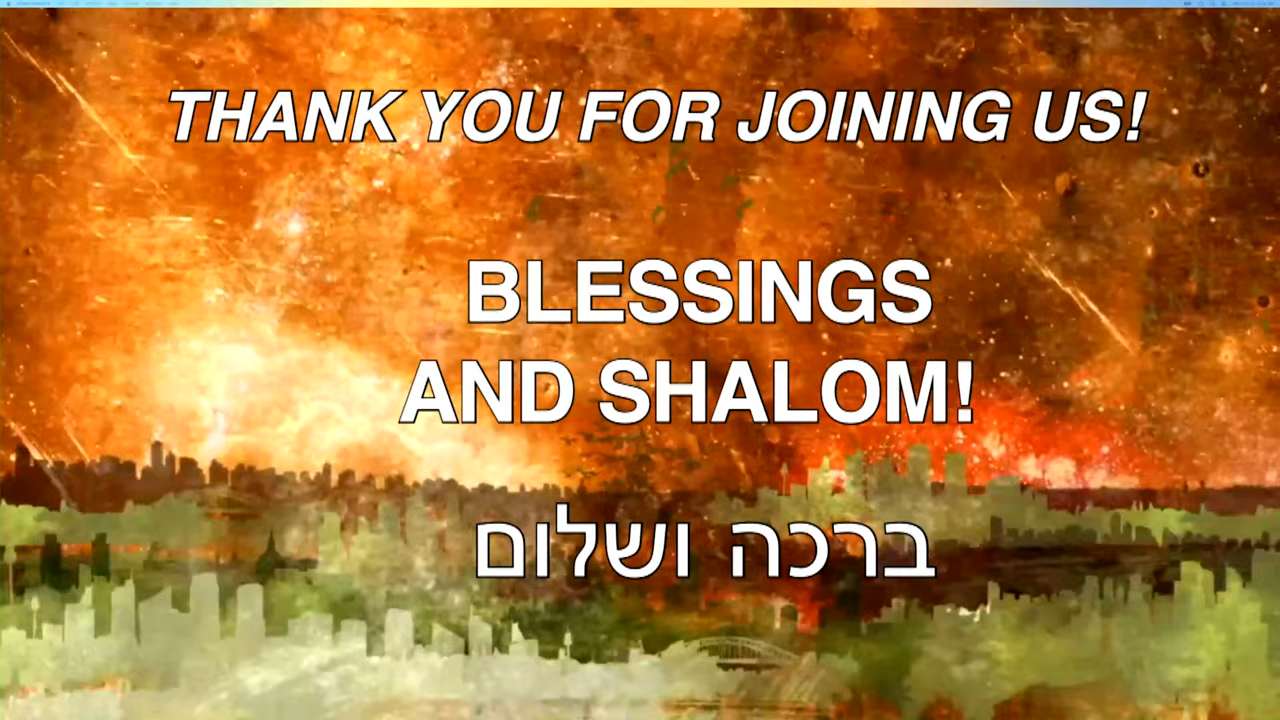 THANK YOU FOR JOINING US!
BLESSINGS
AND SHALOM!
ברכה ושלום